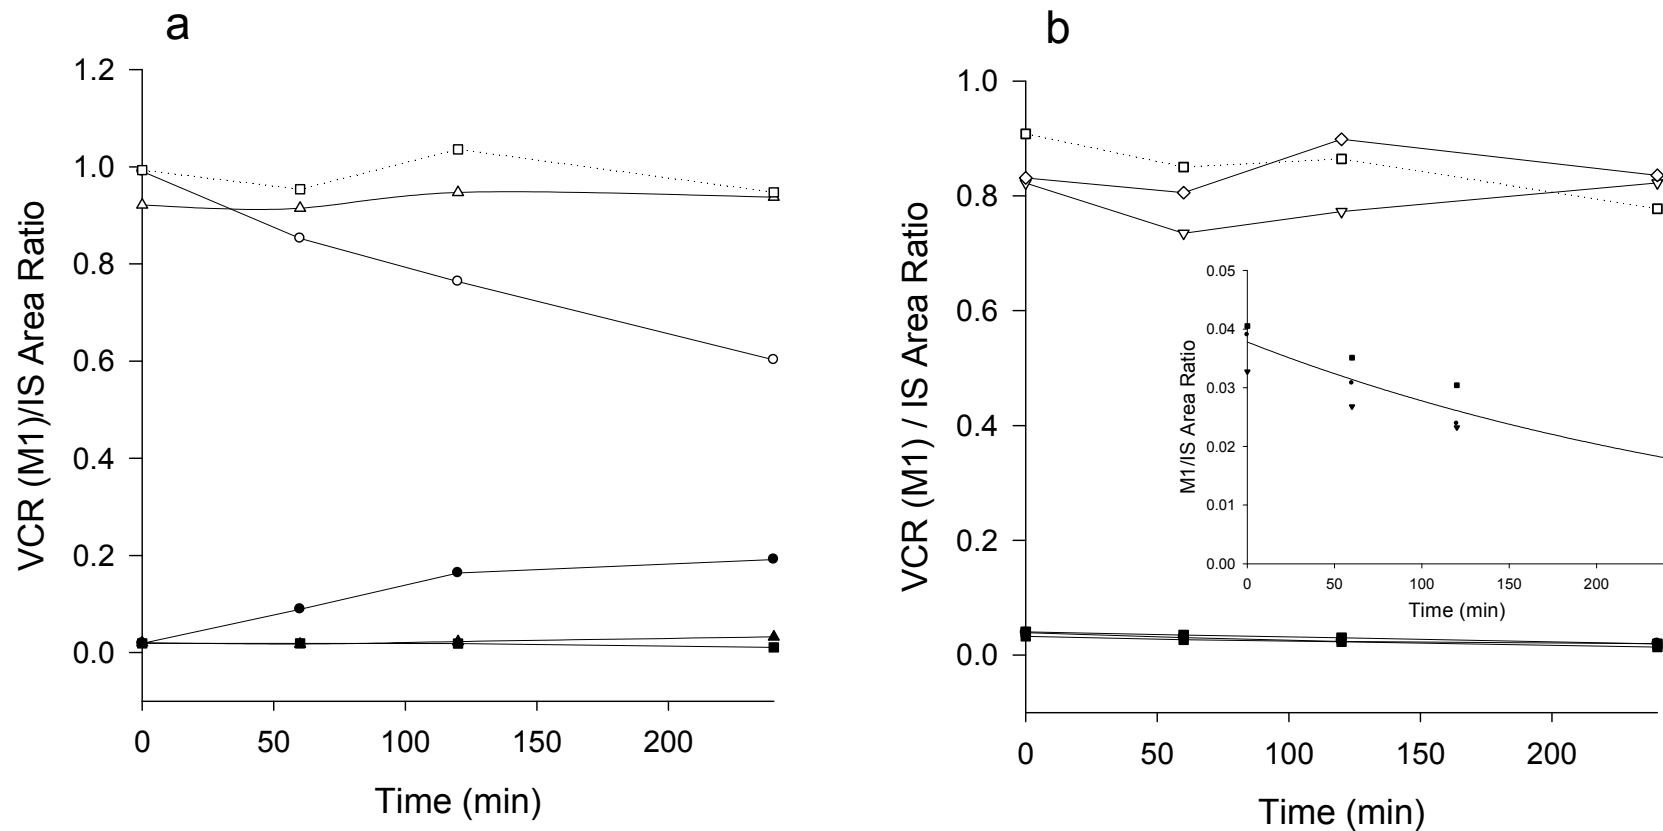 a
1.2
1.0
0.8
0.6
0.4
0.2
0.0
VCR (M1)/IS Area Ratio
0 50 100 150 200
Time (min)
b
1.0
0.8
0.6
0.4
0.2
0.0
VCR (M1) / IS Area Ratio
0 50 100 150 200
Time (min)
0.05
0.04
0.03
0.02
0.01
0.00
M1/IS Area Ratio
0 50 100 150 200
Time (min)